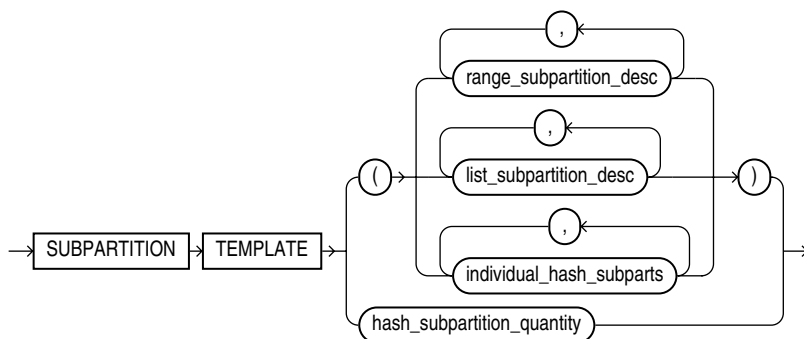 ,
range_subpartition_desc
,
( list_subpartition_desc )
SUBPARTITION TEMPLATE
,
individual_hash_subparts
hash_subpartition_quantity